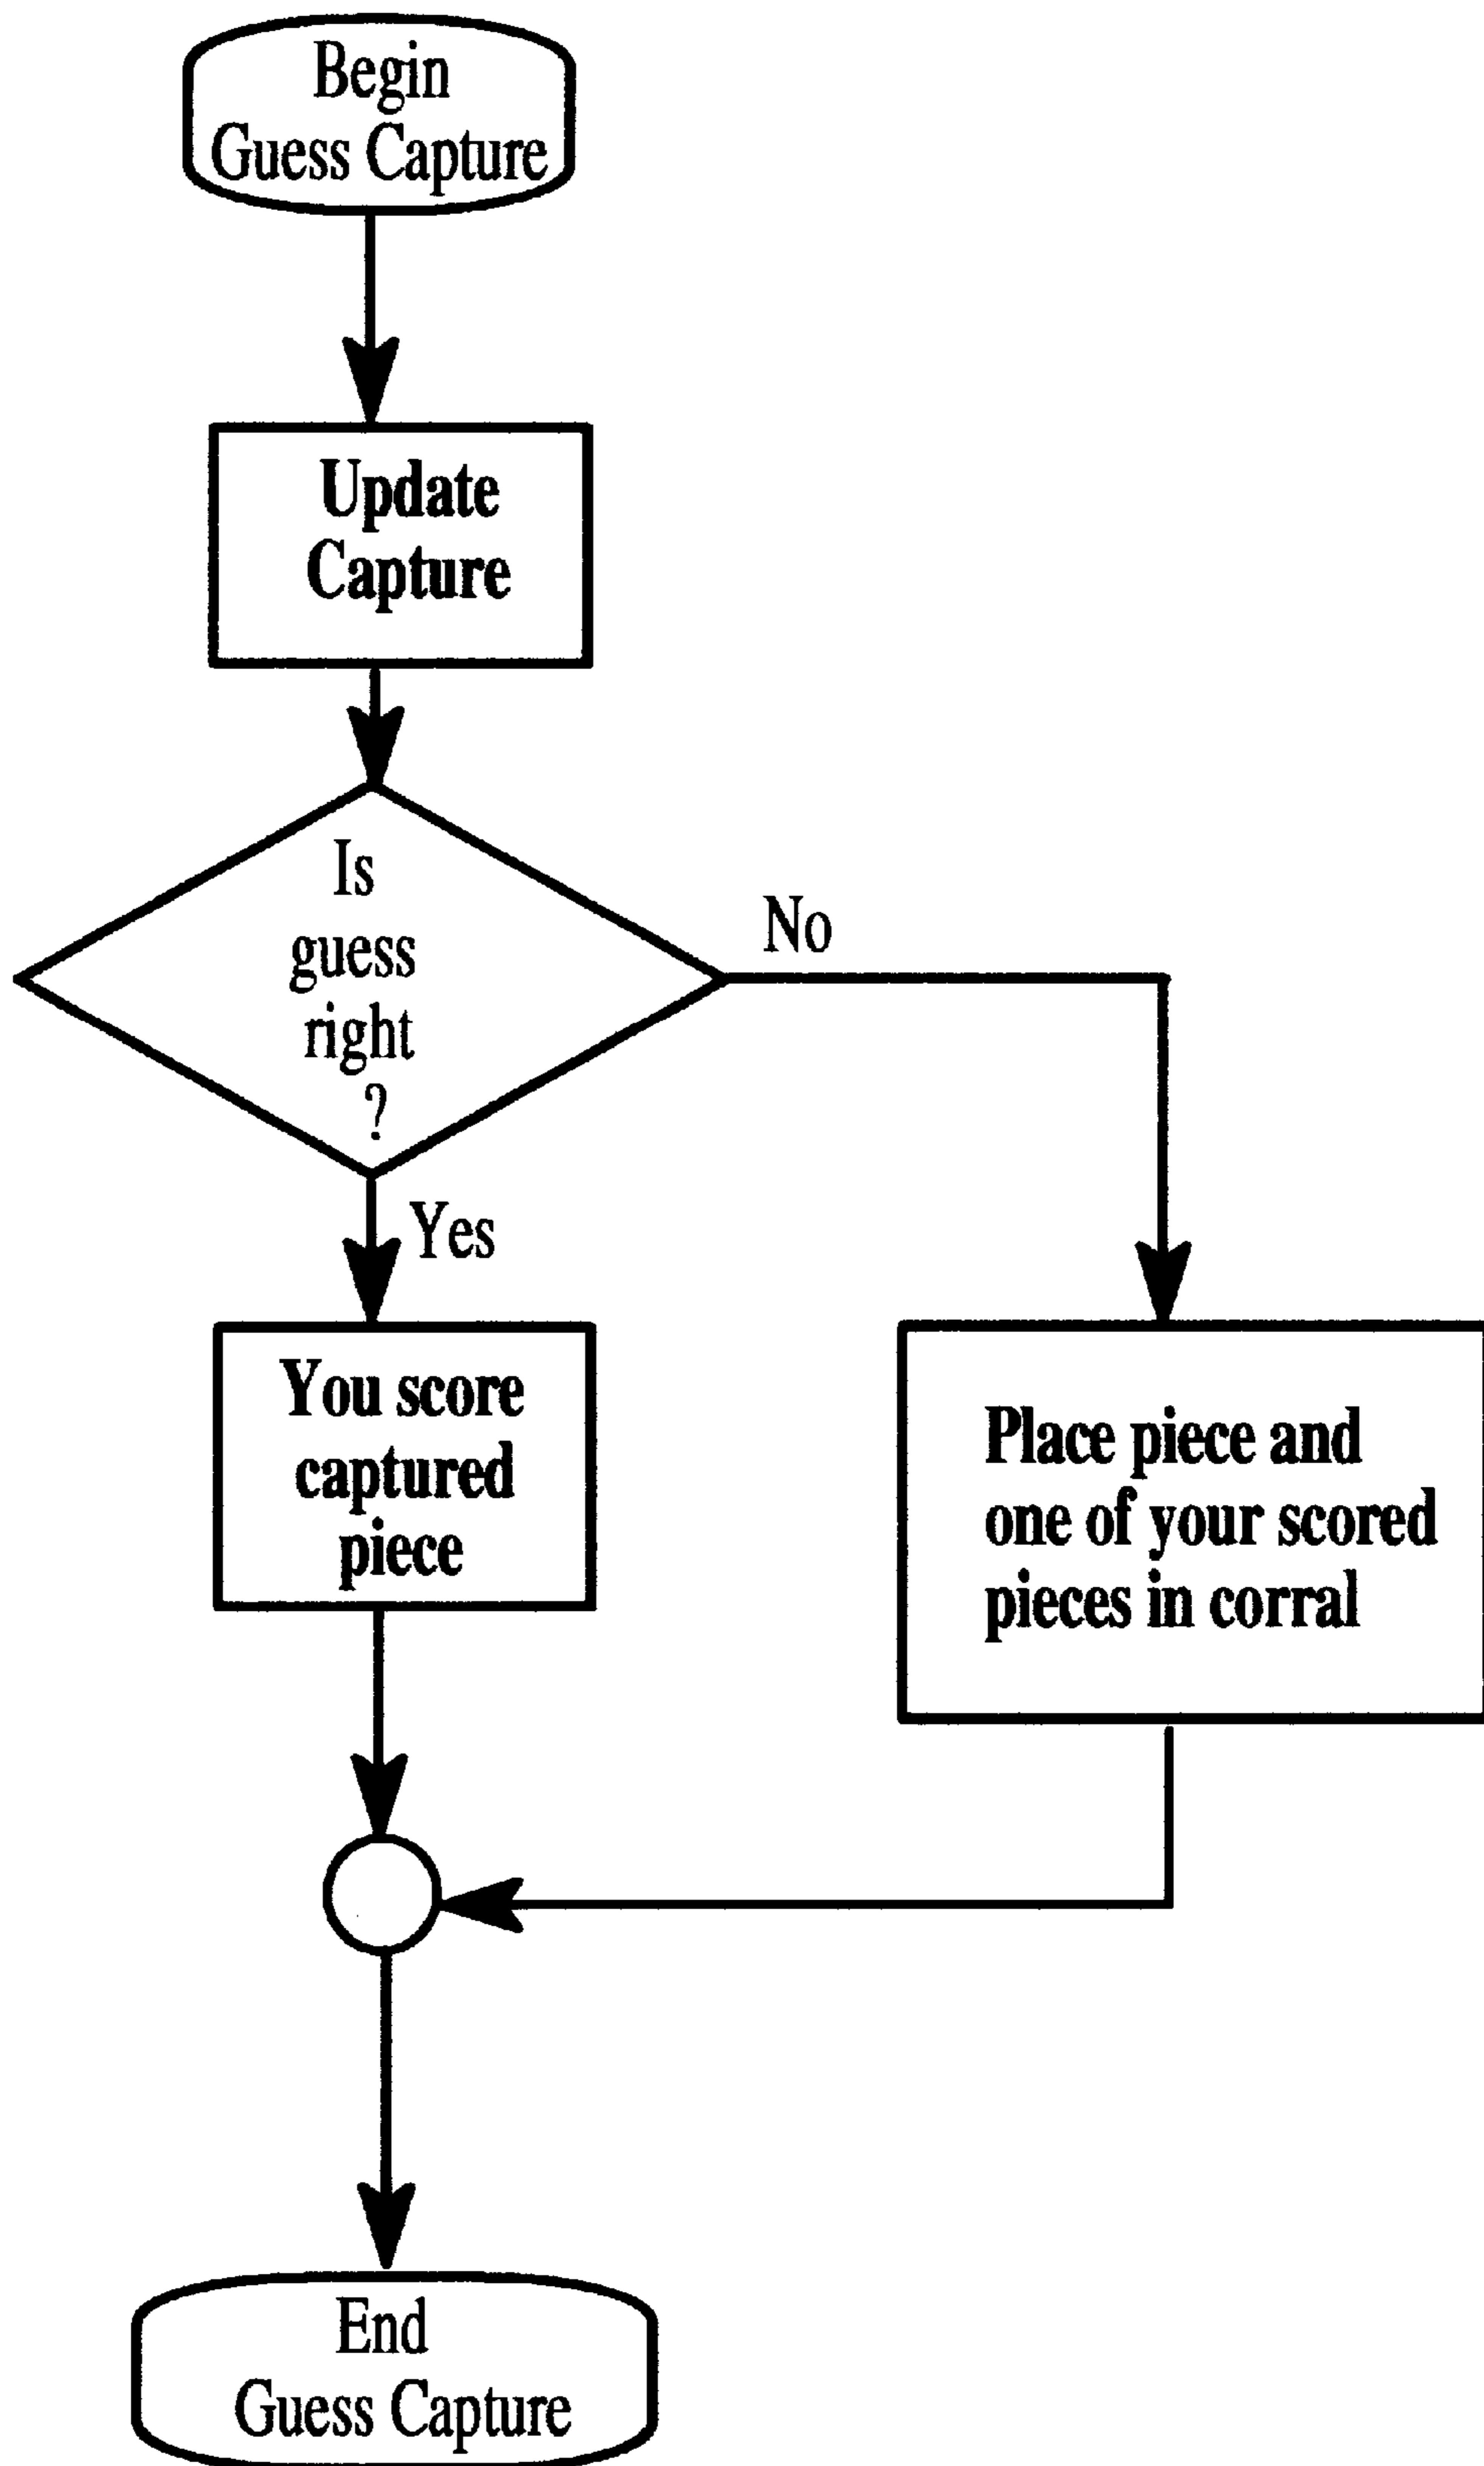 Begin
Guess Capture
Update
Capture
Is
guess
right
?
No
Yes
You score
captured
piece
Place piece and
one of your scored
pieces in corral
End
Guess Capture